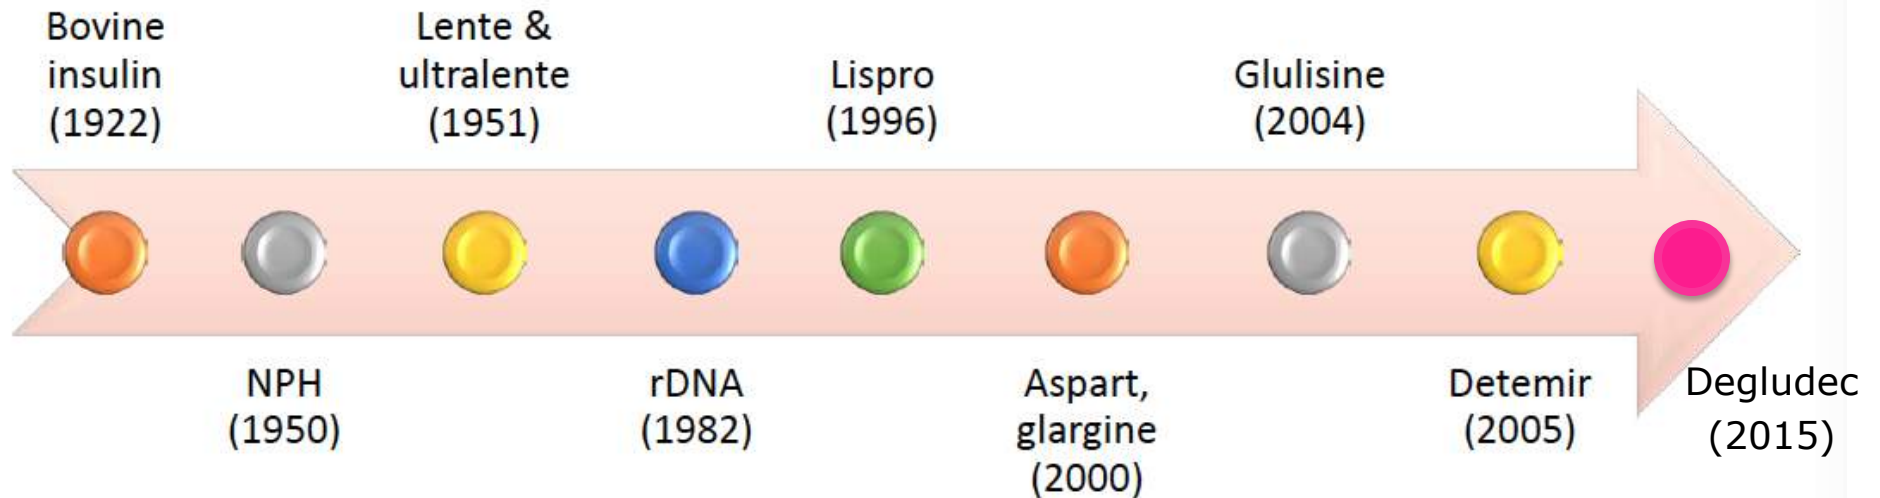 Bovine
insulin
(1922)
Lente &
ultralente
(1951)
Lispro
(1996)
Glulisine
(2004)
NPH
(1950)
rDNA
(1982)
Aspart,
glargine
(2000)
Detemir
(2005)
Degludec
(2015)